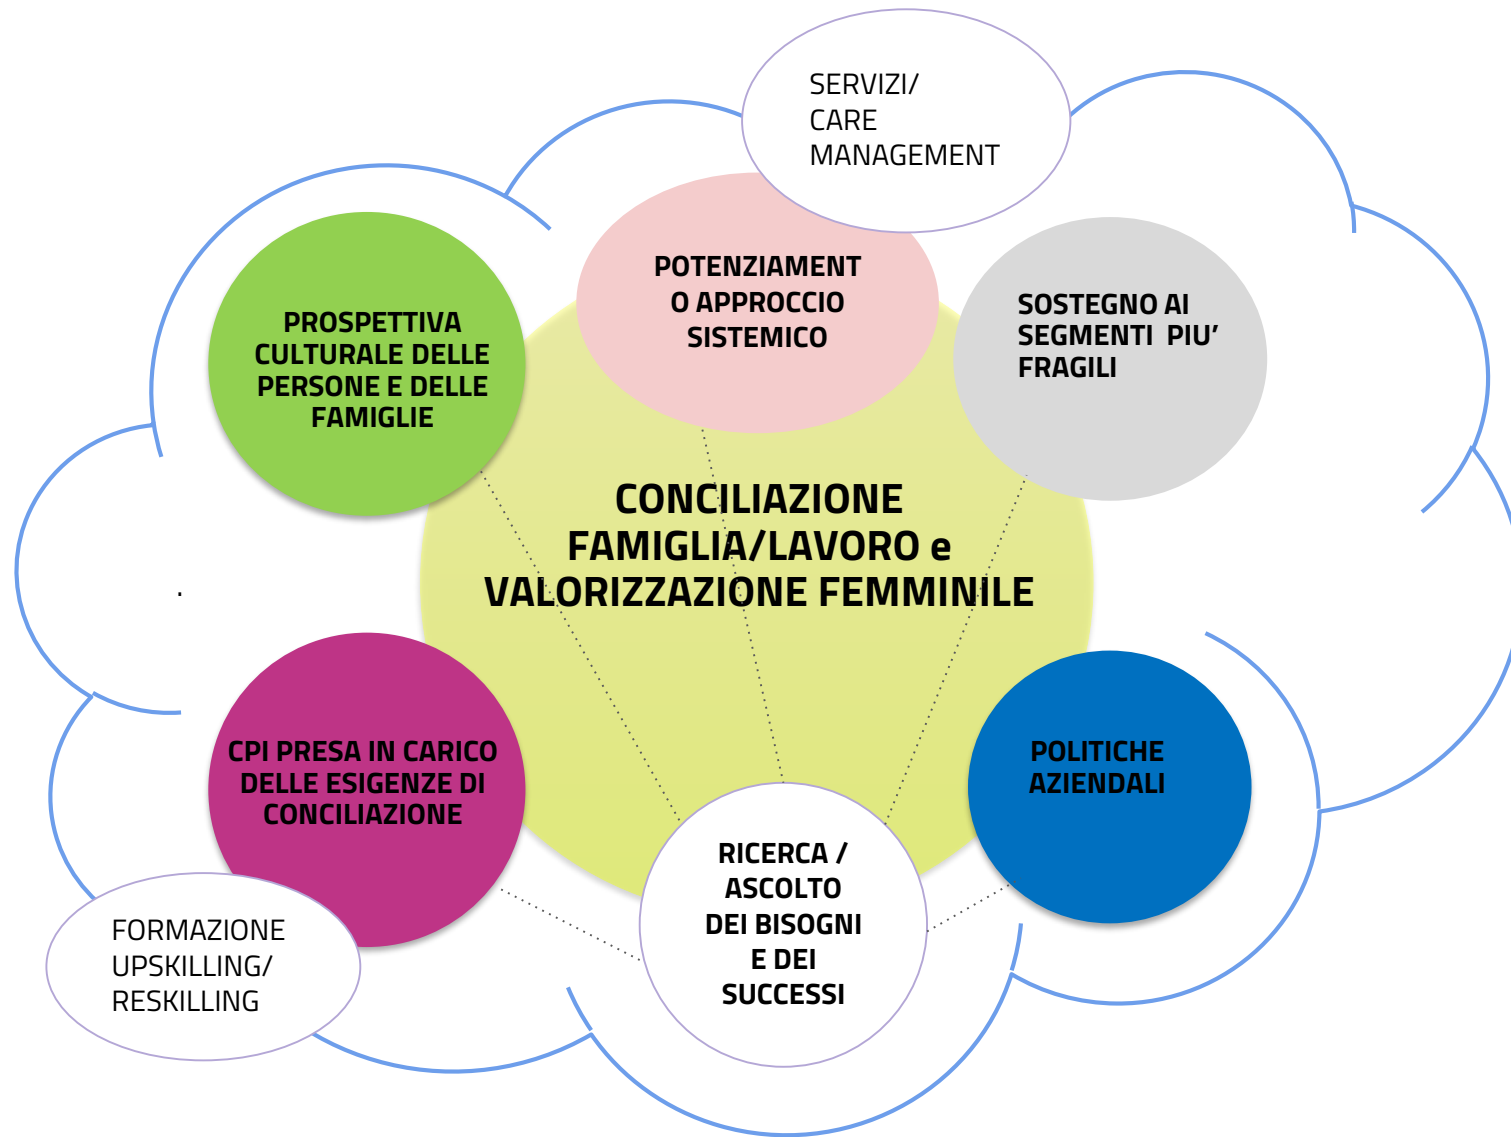 SERVIZI/
CARE
MANAGEMENT
POTENZIAMENT
O APPROCCIO
SISTEMICO
PROSPETTIVA
CULTURALE DELLE
PERSONE E DELLE
FAMIGLIE
SOSTEGNO AI
SEGMENTI PIU’
FRAGILI
CONCILIAZIONE
FAMIGLIA/LAVORO e
VALORIZZAZIONE FEMMINILE
.
CPI PRESA IN CARICO
DELLE ESIGENZE DI
CONCILIAZIONE
POLITICHE
AZIENDALI
RICERCA /
ASCOLTO
DEI BISOGNI
E DEI
SUCCESSI
FORMAZIONE
UPSKILLING/
RESKILLING